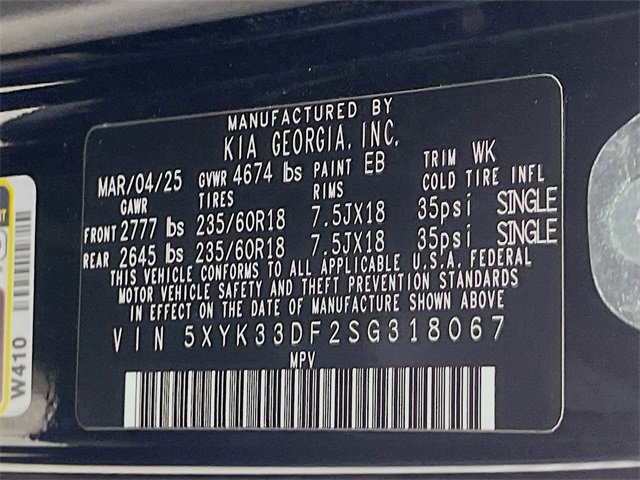 MANUFACTURED BY
KIA GEORGIA, INC.
MAR/04/25 GVWR 4674 lbs PAINT EB TRIM WK
GAWR TIRES RIMS COLD TIRE INFL
FRONT 2777 lbs 235/60R18 7.5JX18 35psi SINGLE
REAR 2645 lbs 235/60R18 7.5JX18 35psi SINGLE
THIS VEHICLE CONFORMS TO ALL APPLICABLE U.S.A. FEDERAL
MOTOR VEHICLE SAFETY AND THEFT PREVENTION STANDARDS
IN EFFECT ON THE DATE OF MANUFACTURE SHOWN ABOVE
VIN 5XYK33DF2SG318067
MPV
W410